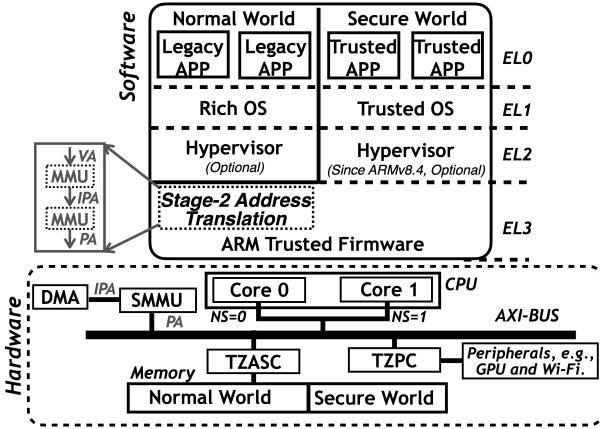 Software
Normal World
Secure World
Legacy
APP
Legacy
APP
Trusted
APP
Trusted
APP
EL0
Rich OS
Trusted OS
EL1
Hypervisor
(Optional)
Hypervisor
(Since ARMv8.4, Optional)
EL2
VA
MMU
IPA
MMU
PA
Stage-2 Address
Translation
ARM Trusted Firmware
EL3
Hardware
DMA
IPA
SMMU
PA
Core 0
Core 1
CPU
NS=0
NS=1
AXI-BUS
TZASC
TZPC
Peripherals, e.g.,
GPU and Wi-Fi.
Memory
Normal World
Secure World